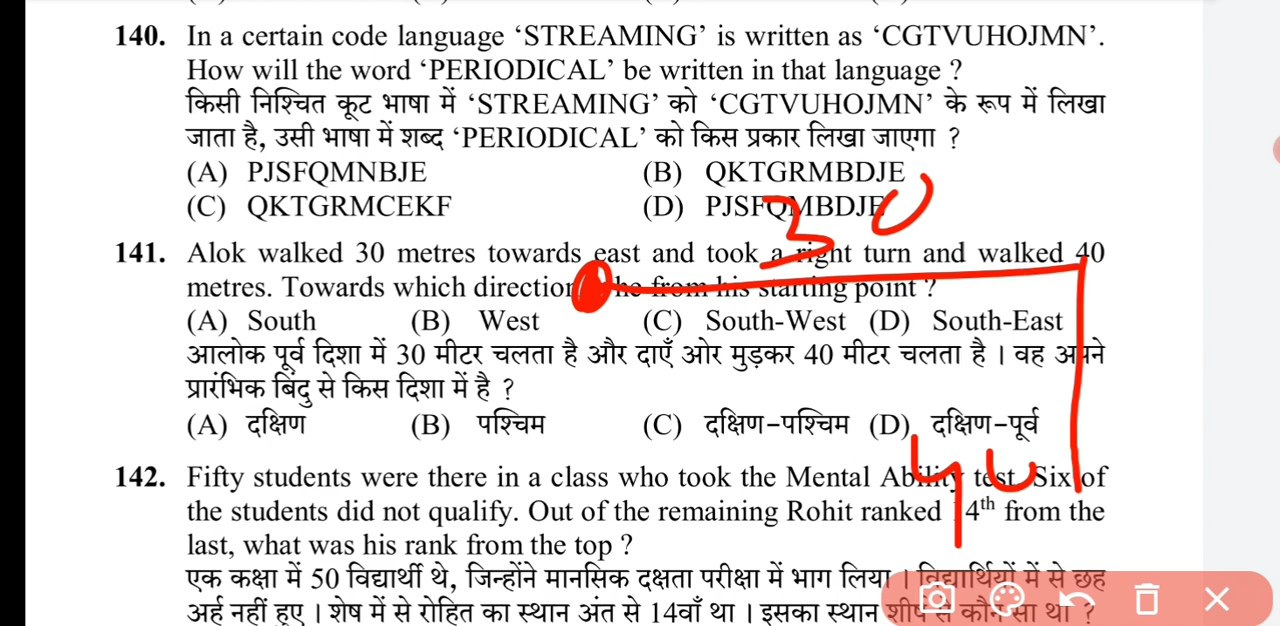 140. In a certain code language ‘STREAMING’ is written as ‘CGTVUHOJMN’.
How will the word ‘PERIODICAL’ be written in that language ?
किसी निश्चित कूट भाषा में ‘STREAMING’ को ‘CGTVUHOJMN’ के रूप में लिखा
जाता है, उसी भाषा में शब्द ‘PERIODICAL’ को किस प्रकार लिखा जाएगा ?
(A) PJSFQMNBJE (B) QKTGRMBDJE
(C) QKTGRMCEKF (D) PJSFQMBDJE
30
141. Alok walked 30 metres towards east and took a right turn and walked 40
metres. Towards which direction he from his starting point ?
(A) South (B) West (C) South-West (D) South-East
आलोक पूर्व दिशा में 30 मीटर चलता है और दाएँ ओर मुड़कर 40 मीटर चलता है । वह अपने
प्रारंभिक बिंदु से किस दिशा में है ?
(A) दक्षिण (B) पश्चिम (C) दक्षिण-पश्चिम (D) दक्षिण-पूर्व
40
142. Fifty students were there in a class who took the Mental Ability test. Six of
the students did not qualify. Out of the remaining Rohit ranked 14th from the
last, what was his rank from the top ?
एक कक्षा में 50 विद्यार्थी थे, जिन्होंने मानसिक दक्षता परीक्षा में भाग लिया । विद्यार्थियों में से छह
अर्ह नहीं हुए । शेष में से रोहित का स्थान अंत से 14वाँ था । इसका स्थान शीर्ष से कौन सा था ?